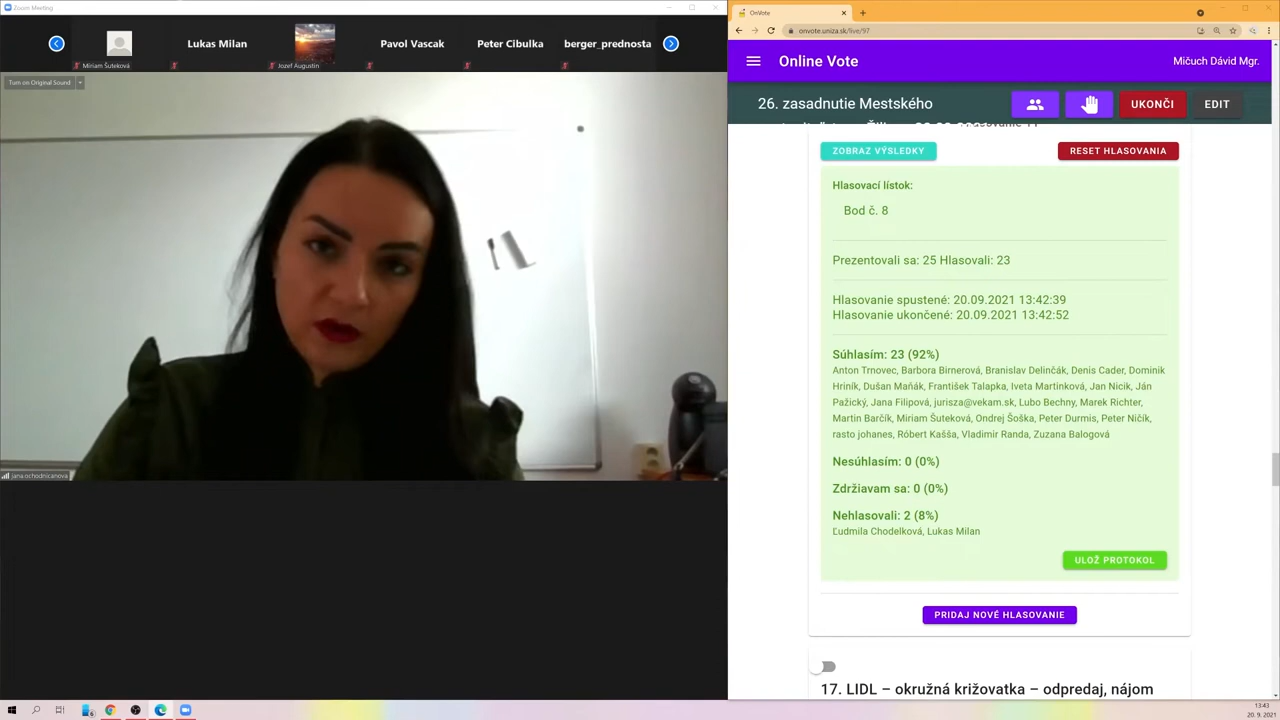 Zoom Meeting
Miriam Šuteková
Lukas Milan
Jozef Augustin
Pavol Vascak
Peter Cibulka
berger_prednosta
Turn on Original Sound
jana.ochodnicanova
OnVote
onvote.uniza.sk/live/97
Online Vote
Mičuch Dávid Mgr.
26. zasadnutie Mestského
UKONČI
EDIT
ZOBRAZ VÝSLEDKY
RESET HLASOVANIA
Hlasovací lístok:
Bod č. 8
Prezentovali sa: 25 Hlasovali: 23
Hlasovanie spustené: 20.09.2021 13:42:39
Hlasovanie ukončené: 20.09.2021 13:42:52
Súhlasím: 23 (92%)
Anton Trnovec, Barbora Birnerová, Branislav Delinčák, Denis Cader, Dominik
Hriník, Dušan Maňák, František Talapka, Iveta Martinková, Jan Nicik, Ján
Pažický, Jana Filipová, jurisza@vekam.sk, Lubo Bechny, Marek Richter,
Martin Barčík, Miriam Šuteková, Ondrej Šoška, Peter Durmis, Peter Ničík,
rasto johanes, Róbert Kašša, Vladimir Randa, Zuzana Balogová
Nesúhlasím: 0 (0%)
Zdržiavam sa: 0 (0%)
Nehlasovali: 2 (8%)
Ľudmila Chodelková, Lukas Milan
ULOŽ PROTOKOL
PRIDAJ NOVÉ HLASOVANIE
17. LIDL – okružná križovatka – odpredaj, nájom
13:43
20. 9. 2021